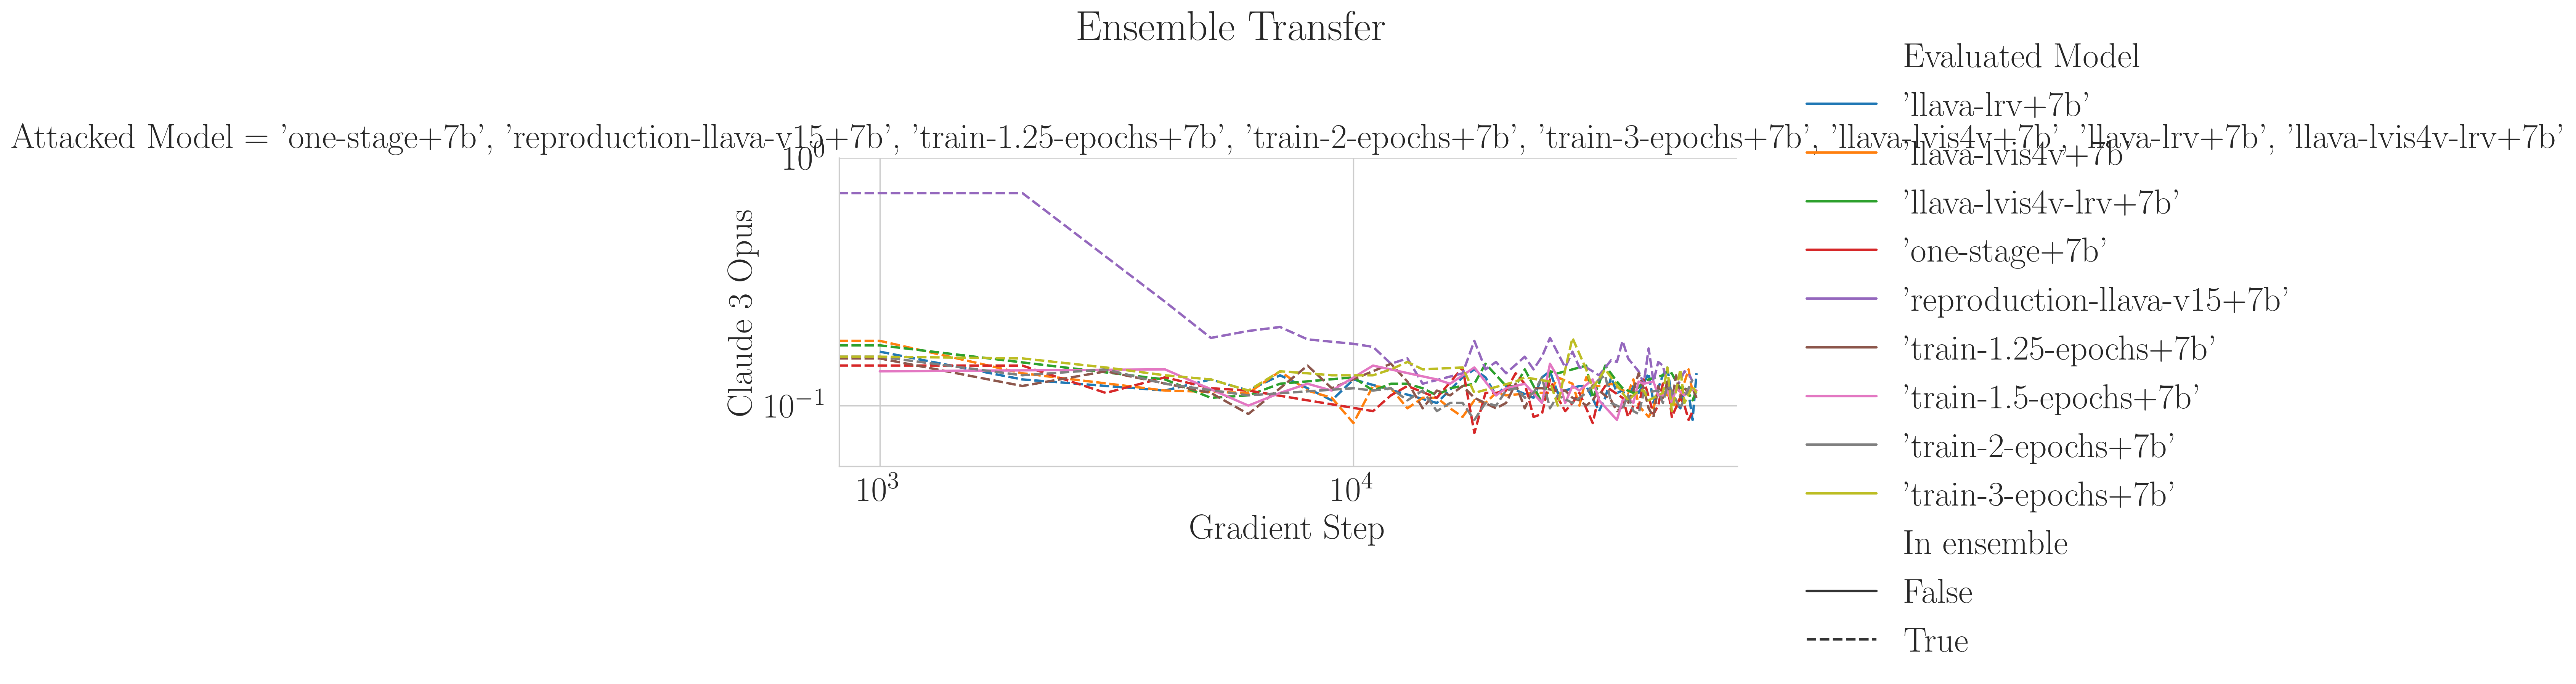 Ensemble Transfer
Attacked Model = 'one-stage+7b', 'reproduction-llava-v15+7b', 'train-1.25-epochs+7b', 'train-2-epochs+7b', 'train-3-epochs+7b', 'llava-lvis4v+7b', 'llava-lrv+7b', 'llava-lvis4v-lrv+7b'
10^0
10^-1
Claude 3 Opus
10^3
10^4
Gradient Step
Evaluated Model
'llava-lrv+7b'
'llava-lvis4v+7b'
'llava-lvis4v-lrv+7b'
'one-stage+7b'
'reproduction-llava-v15+7b'
'train-1.25-epochs+7b'
'train-1.5-epochs+7b'
'train-2-epochs+7b'
'train-3-epochs+7b'
In ensemble
False
True